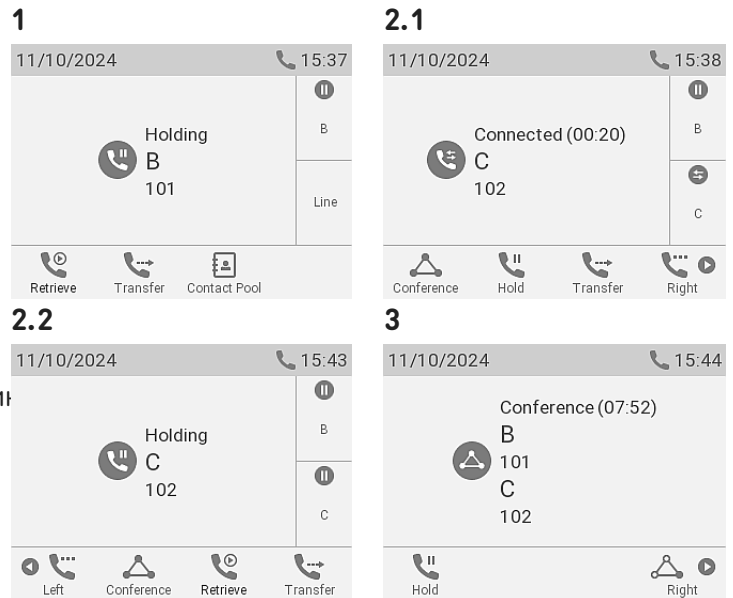 1
11/10/2024 15:37
B
Holding
B
101
Line
Retrieve Transfer Contact Pool
2.1
11/10/2024 15:38
B
Connected (00:20)
C
102
C
Conference Hold Transfer Right
2.2
11/10/2024 15:43
B
Holding
C
102
C
Left Conference Retrieve Transfer
3
11/10/2024 15:44
Conference (07:52)
B
101
C
102
Hold Right